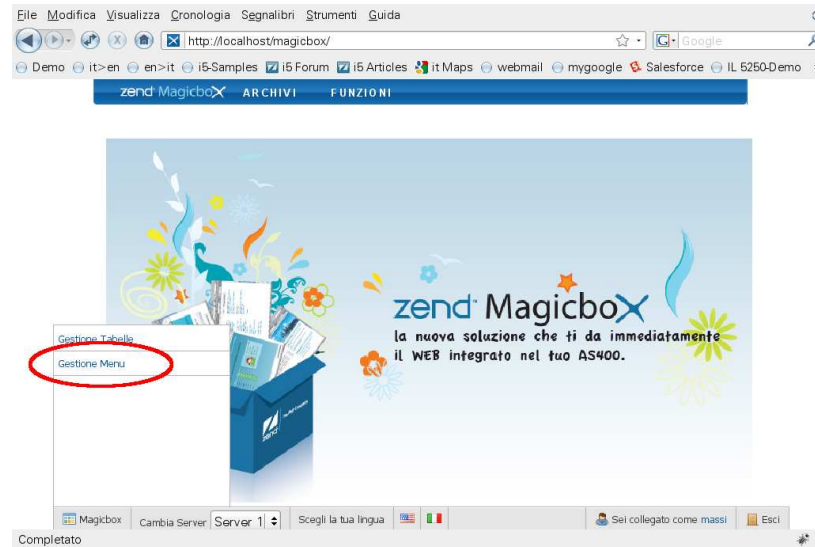 File Modifica Visualizza Cronologia Segnalibri Strumenti Guida
http://localhost/magicbox/
Google
Demo it>en en>it i5-Samples i5 Forum i5 Articles it Maps webmail mygoogle Salesforce IL 5250-Demo
zend Magicbox ARCHIVI FUNZIONI
zend Magicbox
la nuova soluzione che ti da immediatamente
il WEB integrato nel tuo AS400.
Gestione Tabelle
Gestione Menu
zend
Magicbox Cambia Server Server 1 Scegli la tua lingua Sei collegato come massi Esci
Completato